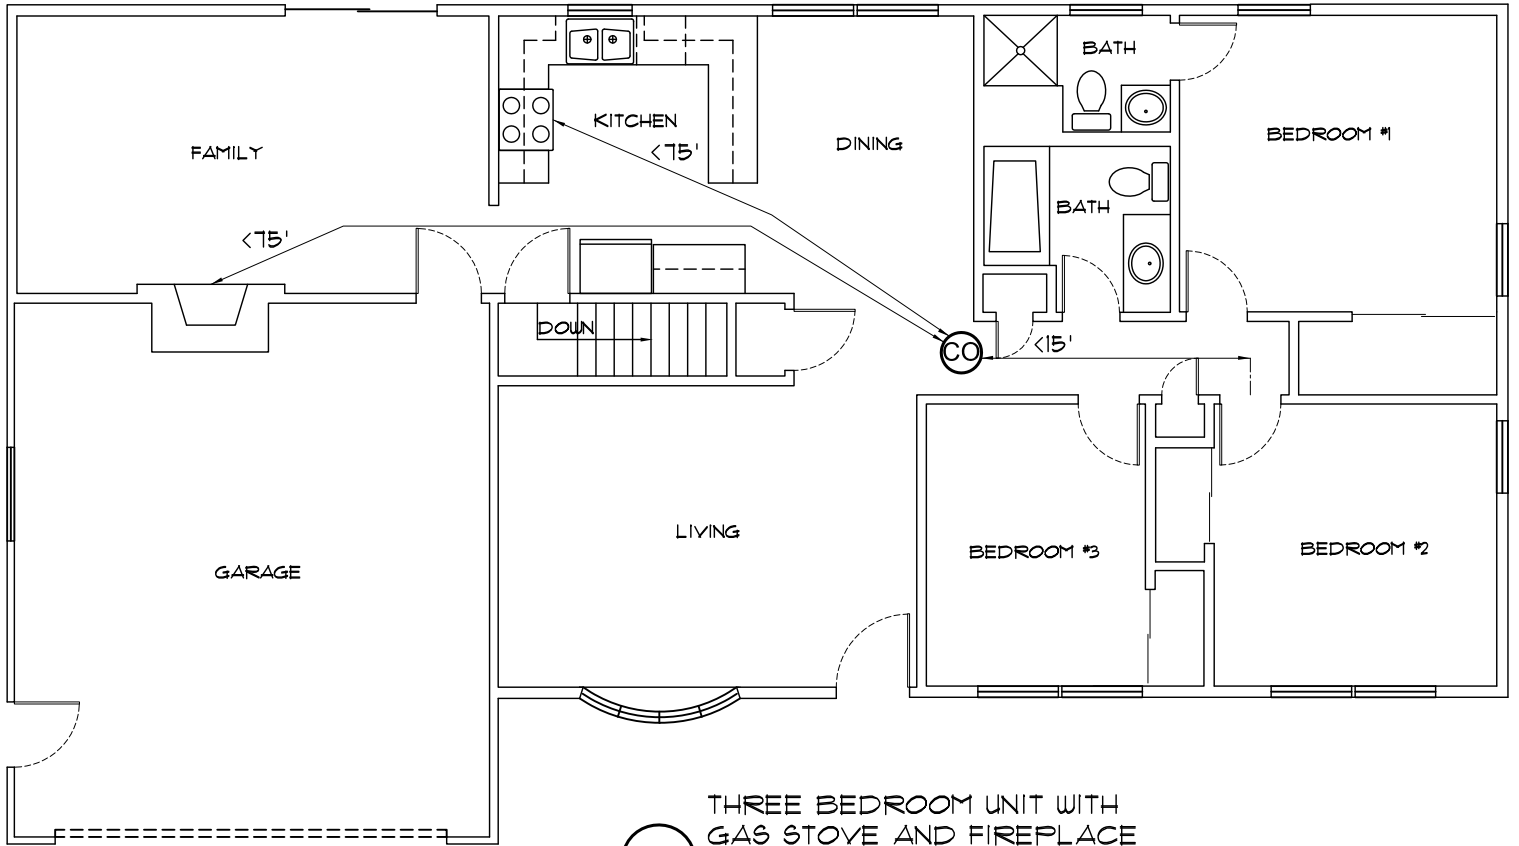 BATH
KITCHEN
<75'
DINING
BEDROOM #1
FAMILY
BATH
<75'
DOWN
CO
<15'
LIVING
BEDROOM #3
BEDROOM #2
GARAGE
THREE BEDROOM UNIT WITH
GAS STOVE AND FIREPLACE